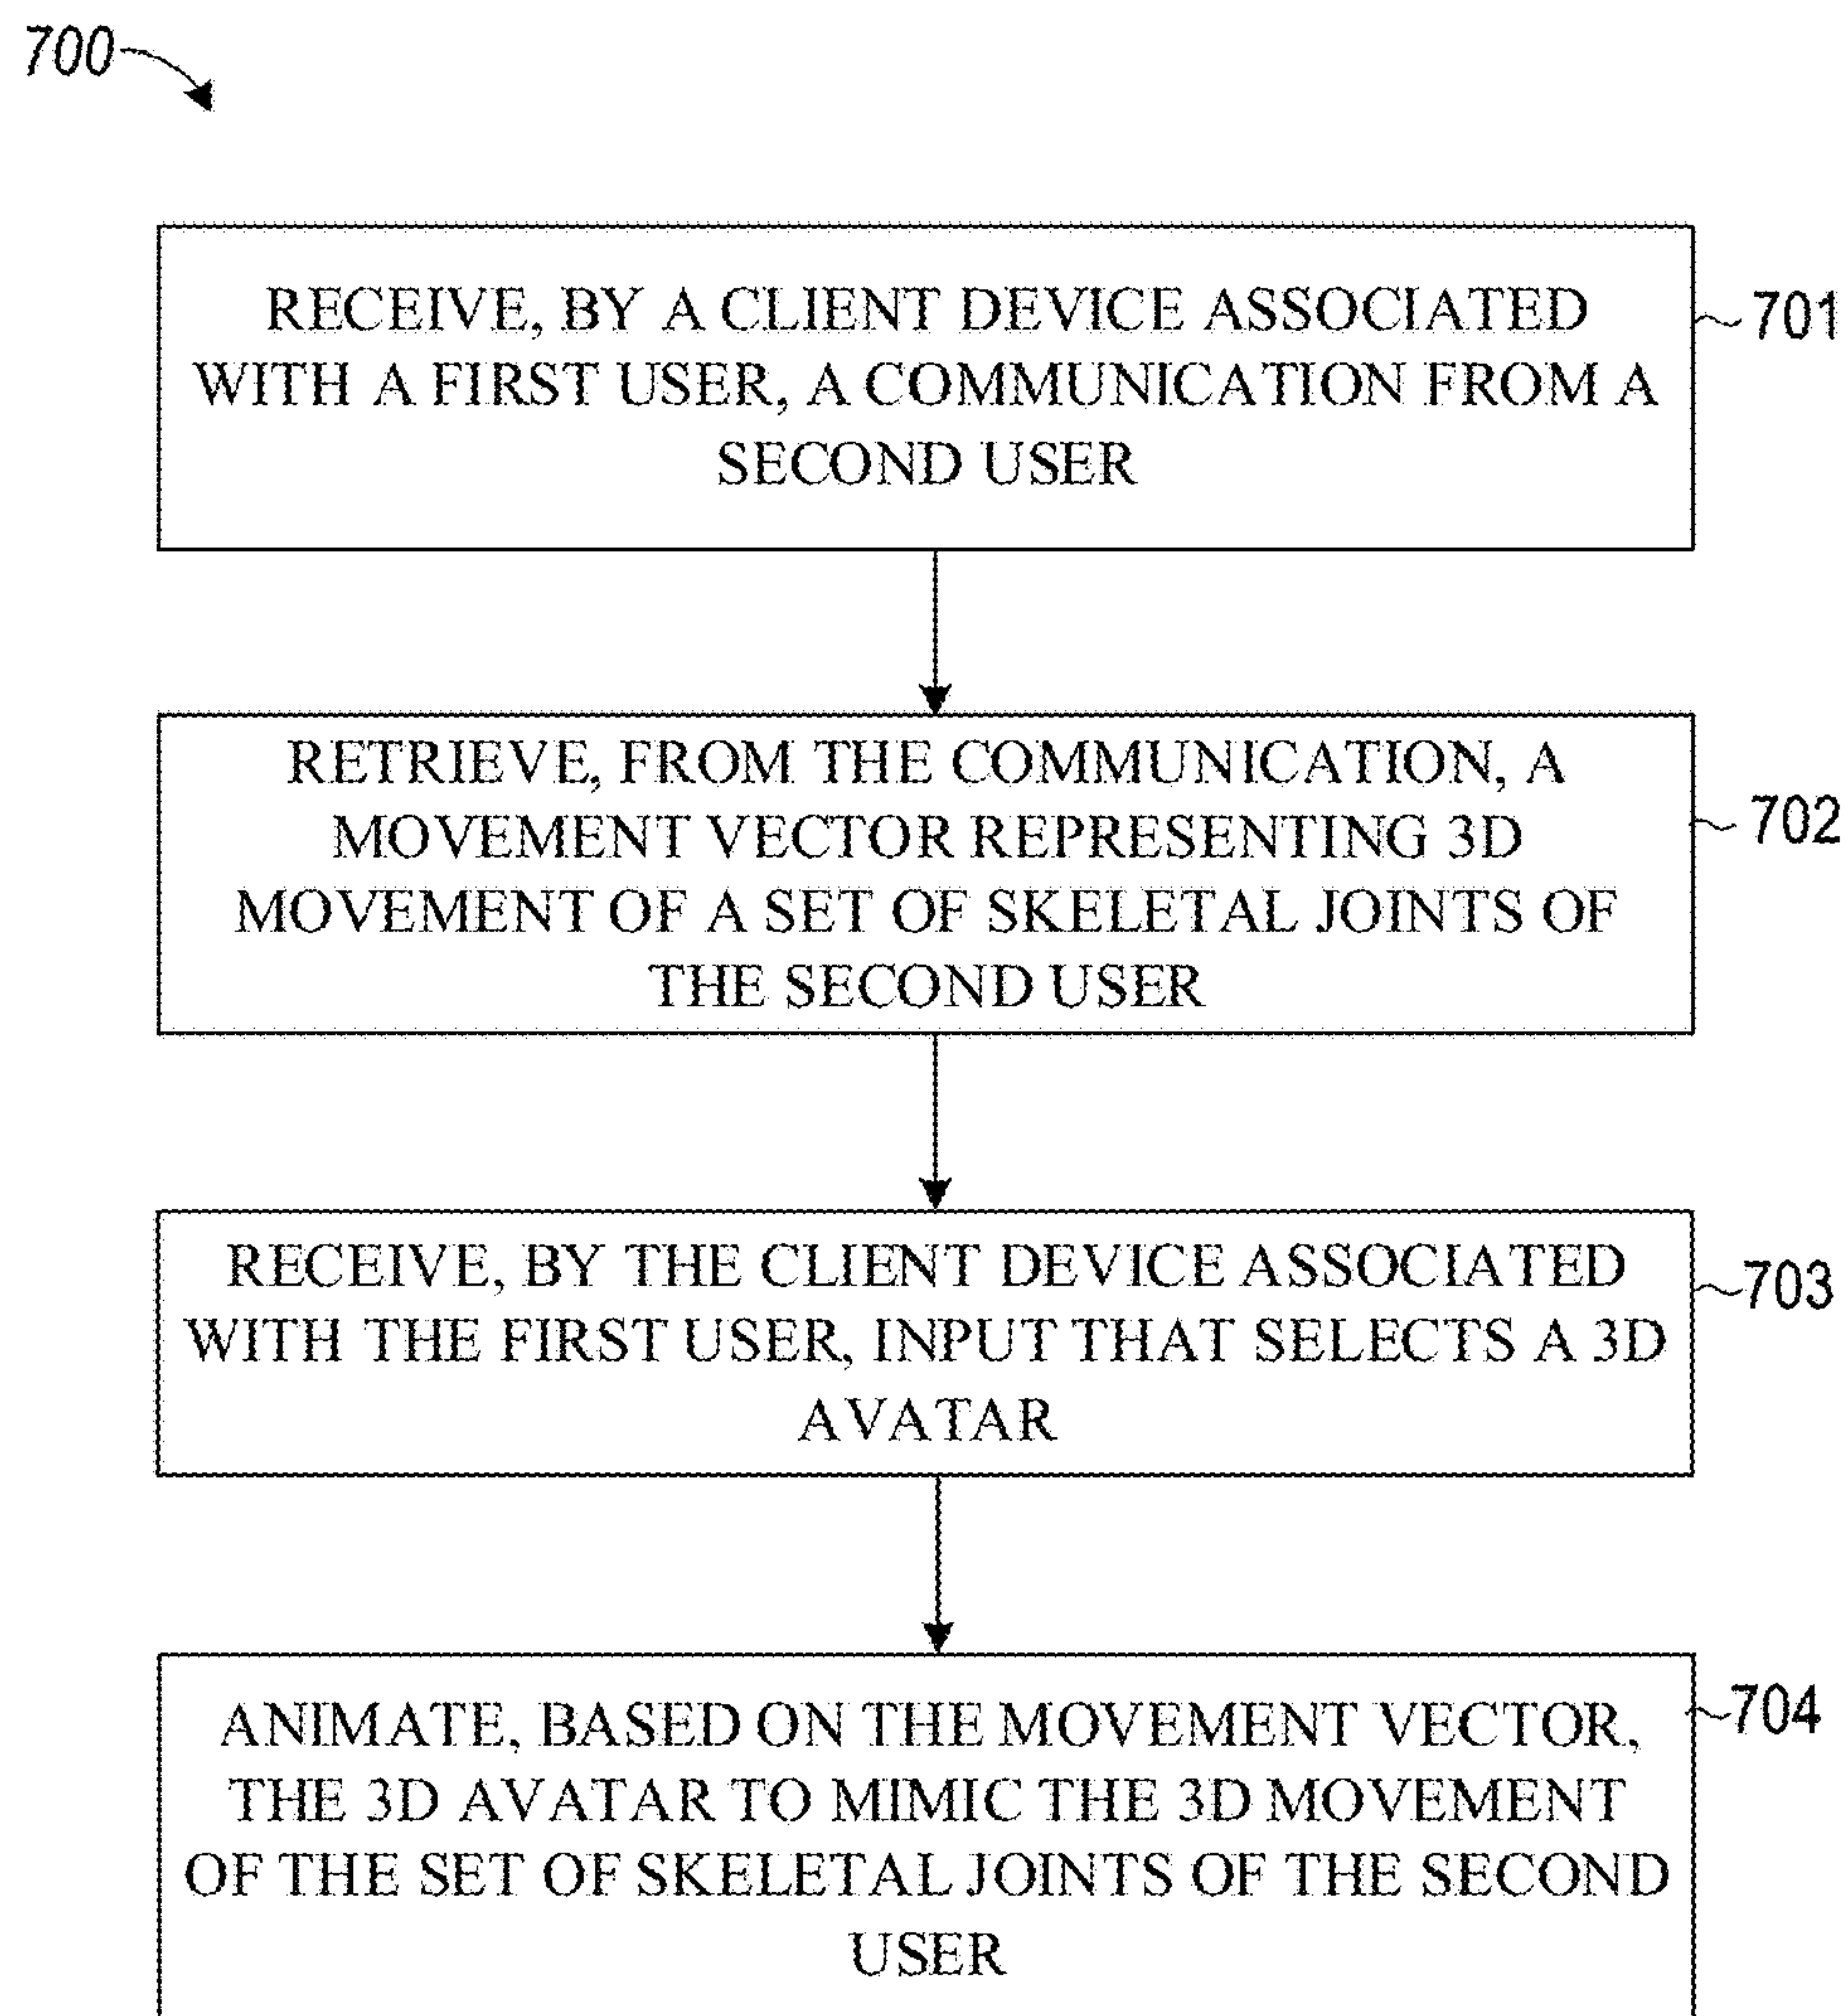 700
RECEIVE, BY A CLIENT DEVICE ASSOCIATED
WITH A FIRST USER, A COMMUNICATION FROM A
SECOND USER
701
RETRIEVE, FROM THE COMMUNICATION, A
MOVEMENT VECTOR REPRESENTING 3D
MOVEMENT OF A SET OF SKELETAL JOINTS OF
THE SECOND USER
702
RECEIVE, BY THE CLIENT DEVICE ASSOCIATED
WITH THE FIRST USER, INPUT THAT SELECTS A 3D
AVATAR
703
ANIMATE, BASED ON THE MOVEMENT VECTOR,
THE 3D AVATAR TO MIMIC THE 3D MOVEMENT
OF THE SET OF SKELETAL JOINTS OF THE SECOND
USER
704